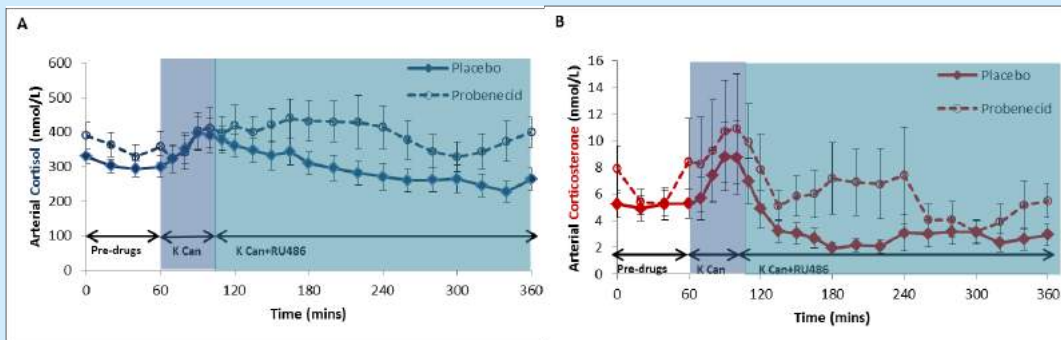 A
Arterial Cortisol (nmol/L)
600
500
400
300
200
100
0
Placebo
Probenecid
Pre-drugs
K Can
K Can+RU486
0 60 120 180 240 300 360
Time (mins)
B
Arterial Corticosterone (nmol/L)
16
14
12
10
8
6
4
2
0
Placebo
Probenecid
Pre-drugs
K Can
K Can+RU486
0 60 120 180 240 300 360
Time (mins)